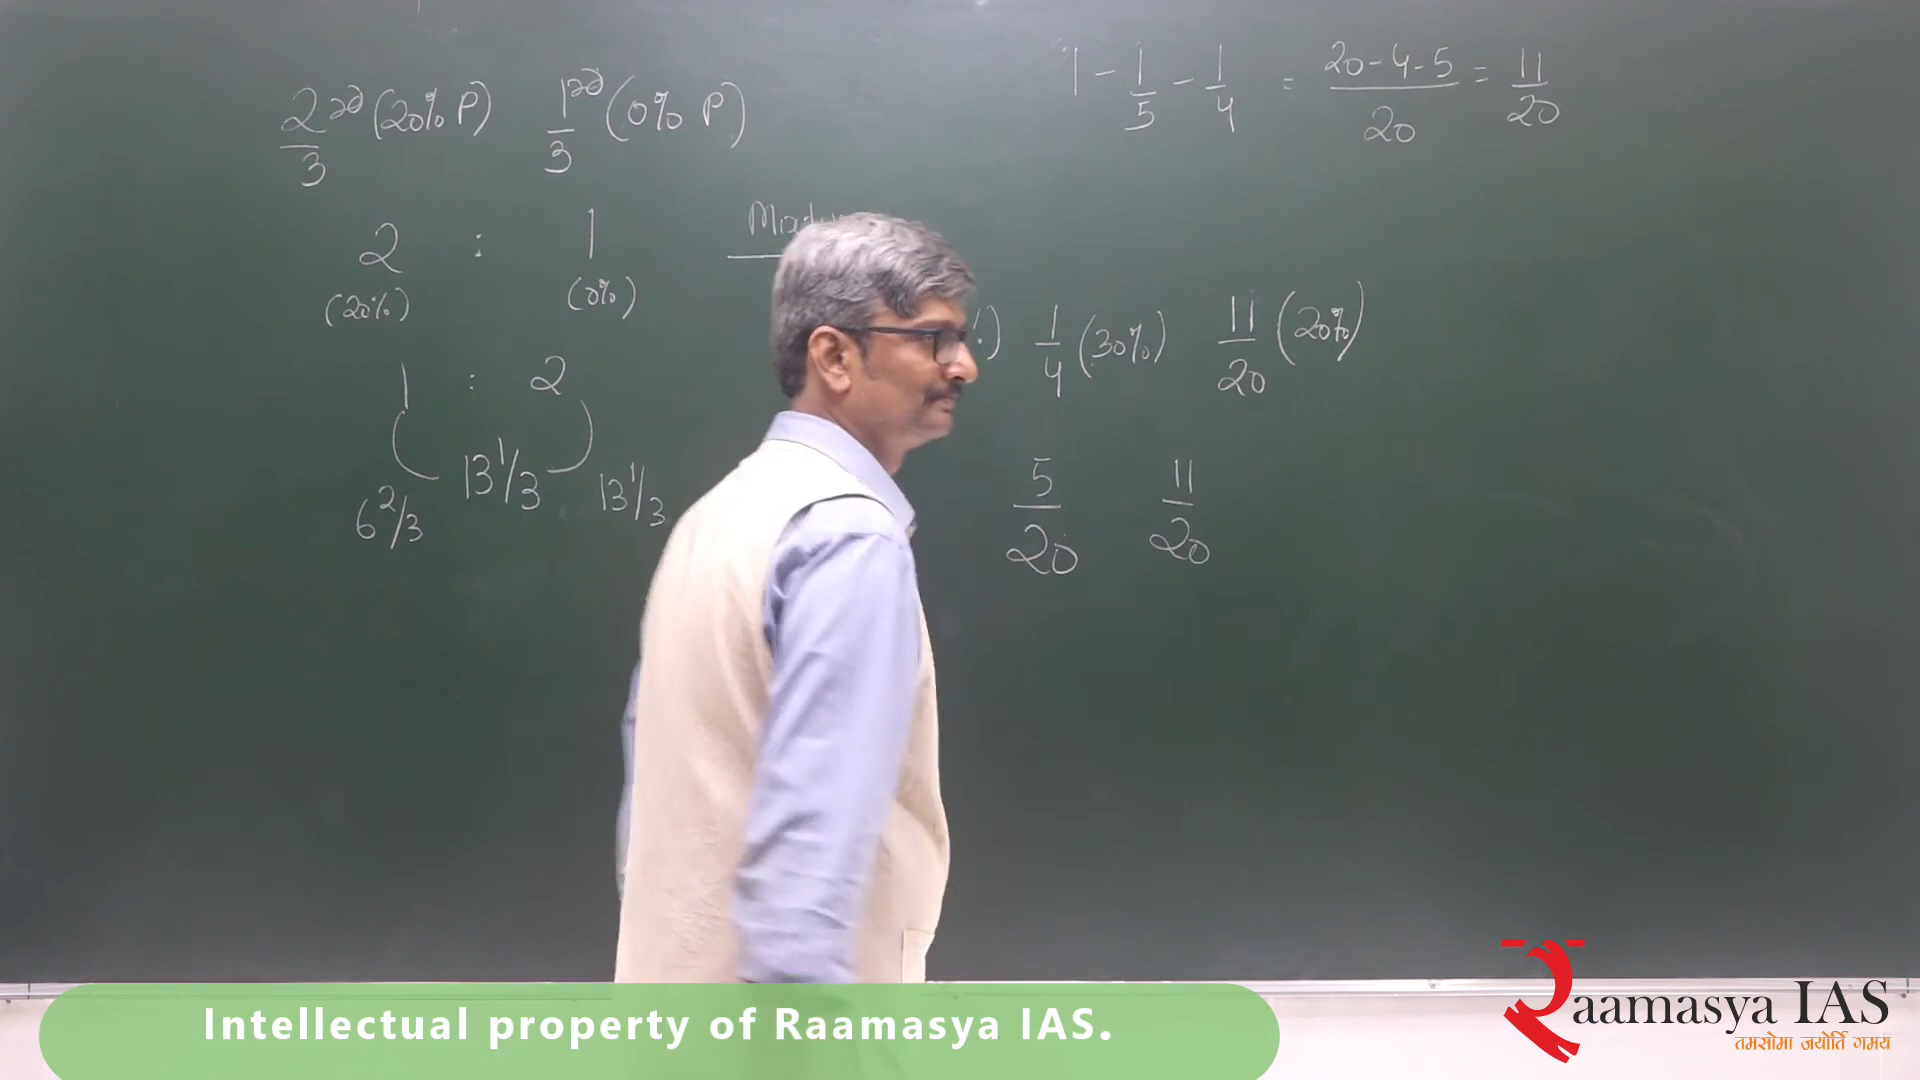 2/3 (20% P) 1/3 (0% P)
1 - 1/5 - 1/4 = 20-4-5/20 = 11/20
2 : 1
(20%) (0%)
1/4 (30%) 11/20 (20%)
1 : 2
13 1/3
6 2/3 13 1/3
5/20 11/20
Intellectual property of Raamasya IAS.
Raamasya IAS
तमसोमा ज्योर्ति गमय